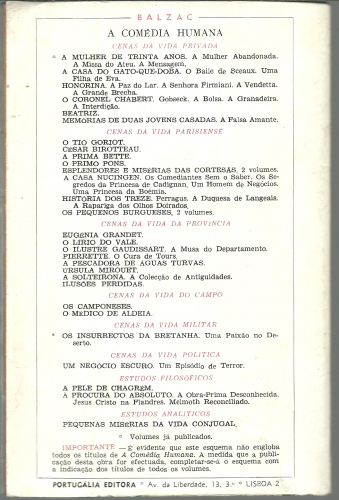 BALZAC
A COMÉDIA HUMANA
CENAS DA VIDA PRIVADA
* A MULHER DE TRINTA ANOS. A Mulher Abandonada.
A Missa do Ateu. A Mensagem.
A CASA DO GATO-QUE-DOBA. O Baile de Sceaux. Uma
Filha de Eva.
HONORINA. A Paz do Lar. A Senhora Firmiani. A Vendetta.
A Grande Brecha.
O CORONEL CHABERT. Gobseck. A Bolsa. A Granadeira.
A Interdição.
BEATRIZ.
MEMÓRIAS DE DUAS JOVENS CASADAS. A Falsa Amante.
CENAS DA VIDA PARISIENSE
O TIO GORIOT.
CÉSAR BIROTTEAU.
A PRIMA BETTE.
O PRIMO PONS.
ESPLENDORES E MISÉRIAS DAS CORTESÃS, 2 volumes.
A CASA NUCINGEN. Os Comediantes Sem o Saber. Os Se-
gredos da Princesa de Cadignan. Um Homem de Negócios.
Uma Princesa da Boémia.
HISTÓRIA DOS TREZE. Ferragus. A Duquesa de Langeais.
A Rapariga dos Olhos Doirados.
OS PEQUENOS BURGUESES, 2 volumes.
CENAS DA VIDA DA PROVÍNCIA
EUGÉNIA GRANDET.
O LÍRIO DO VALE.
O ILUSTRE GAUDISSART. A Musa do Departamento.
PIERRETTE. O Cura de Tours.
A PESCADORA DE ÁGUAS TURVAS.
ÚRSULA MIROUET.
A SOLTEIRONA. A Colecção de Antiguidades.
ILUSÕES PERDIDAS.
CENAS DA VIDA DO CAMPO
OS CAMPONESES.
O MÉDICO DE ALDEIA.
CENAS DA VIDA MILITAR
* OS INSURRECTOS DA BRETANHA. Uma Paixão no De-
serto.
CENAS DA VIDA POLÍTICA
UM NEGÓCIO ESCURO. Um Episódio de Terror.
ESTUDOS FILOSÓFICOS
A PELE DE CHAGRÉM.
A PROCURA DO ABSOLUTO. A Obra-Prima Desconhecida.
Jesus Cristo na Flandres. Melmoth Reconciliado.
ESTUDOS ANALÍTICOS
PEQUENAS MISÉRIAS DA VIDA CONJUGAL.
* Volumes já publicados.
IMPORTANTE — É evidente que este esquema não engloba
todos os títulos de A Comédia Humana. À medida que a publi-
cação desta obra for efectuada, completar-se-á o esquema com
a indicação dos títulos de todos os volumes.
PORTUGÁLIA EDITORA * Av. da Liberdade, 13, 3.º * LISBOA 2